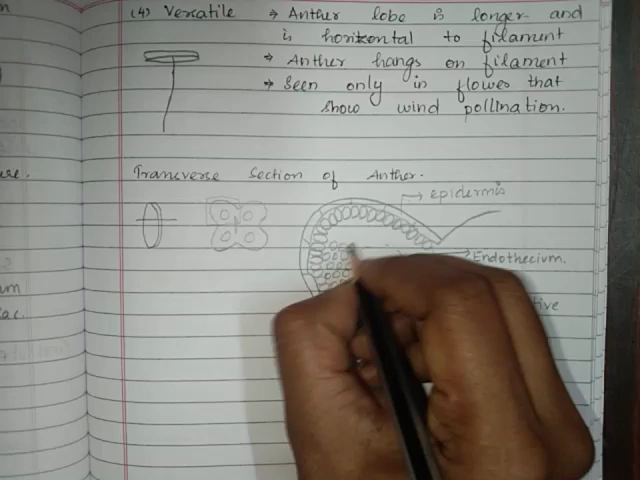 (4) Versatile → Anther lobe is longer and
is horizontal to filament
→ Anther hangs on filament
→ Seen only in flowes that
show wind pollination.
Transverse Section of Anther.
epidermis
Endothecium.